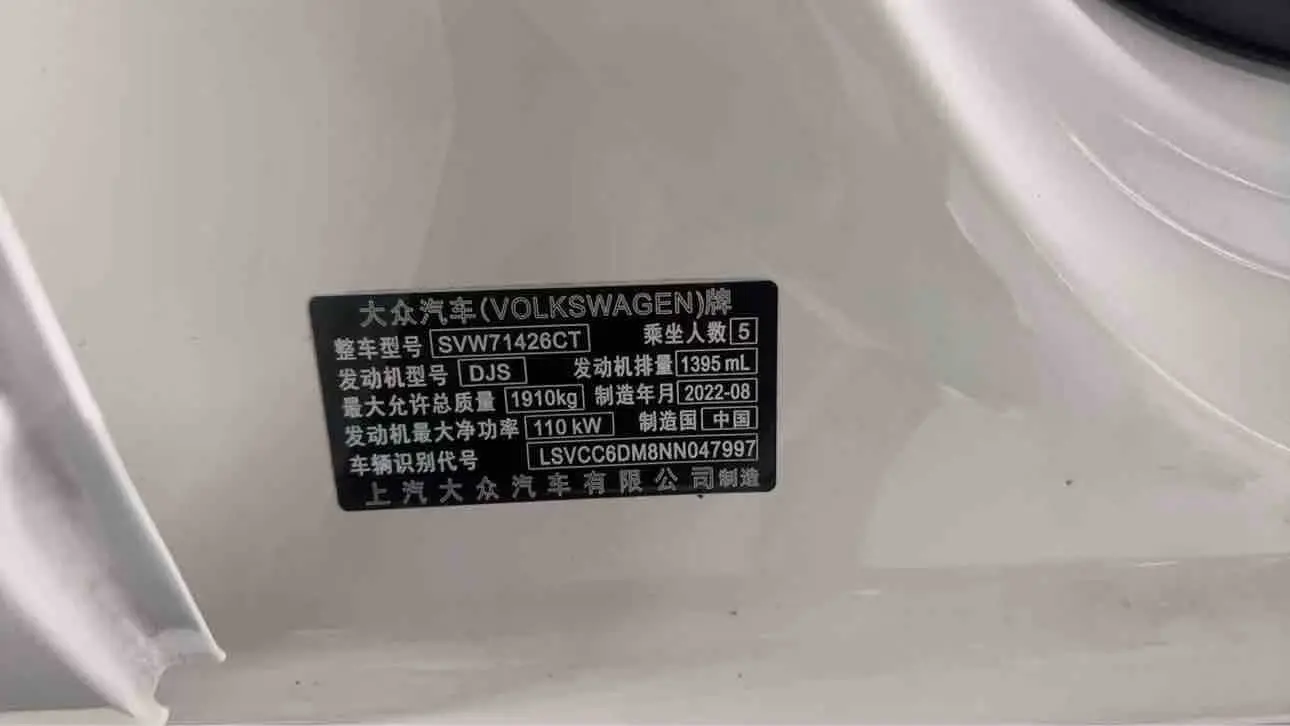 大众汽车(VOLKSWAGEN)牌
整车型号 SVW71426CT 乘坐人数 5
发动机型号 DJS 发动机排量 1395 mL
最大允许总质量 1910kg 制造年月 2022-08
发动机最大净功率 110 kW 制造国 中国
车辆识别代号 LSVCC6DM8NN047997
上汽大众汽车有限公司制造